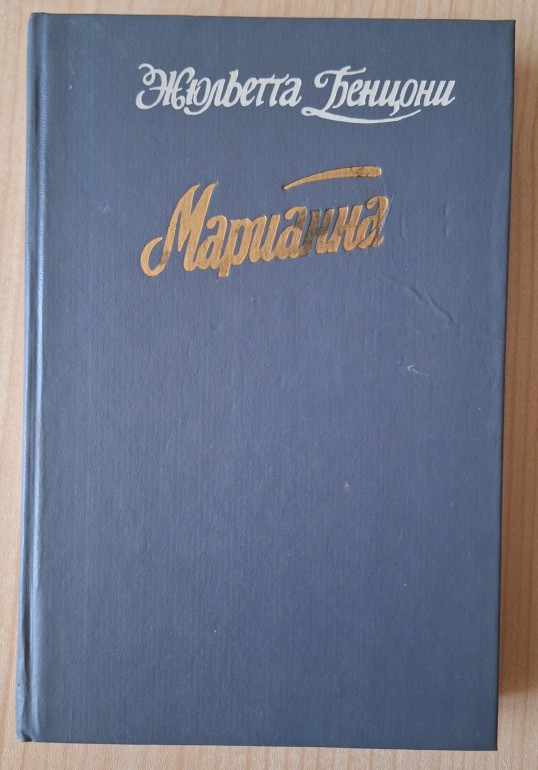 Жюльетта Бенцони
Марианна